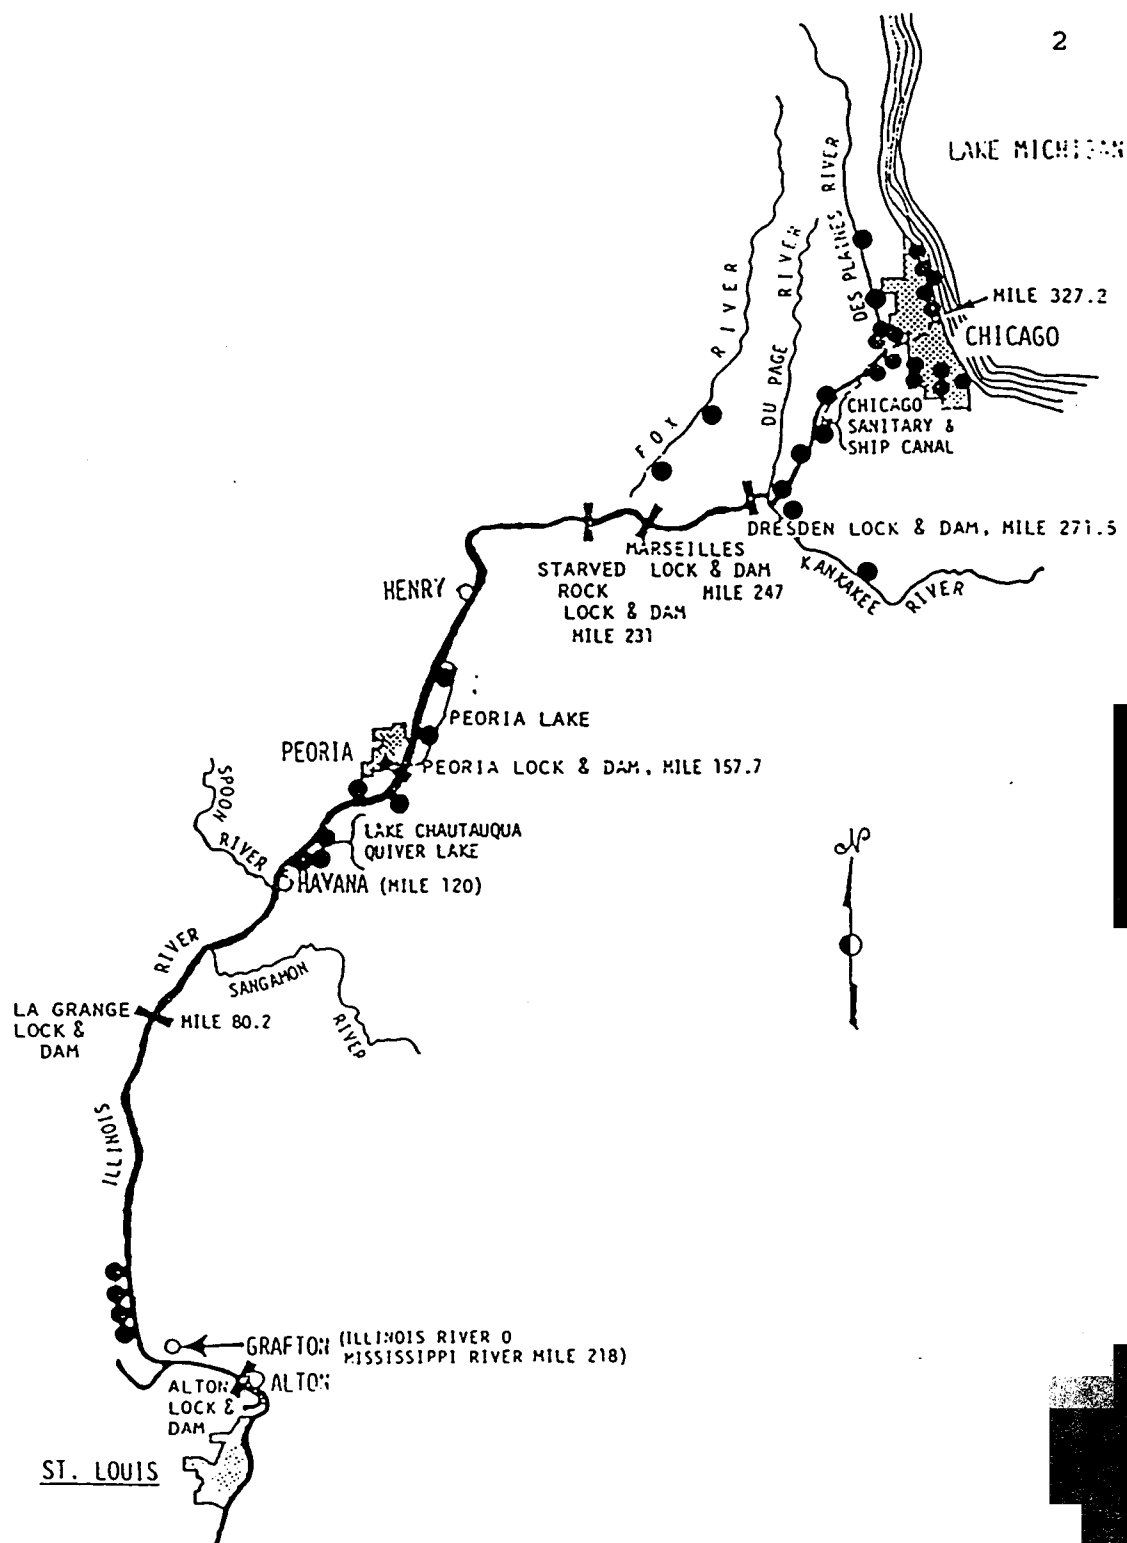 2
LAKE MICHIGAN
DES PLAINES RIVER
FOX RIVER
DU PAGE RIVER
MILE 327.2
CHICAGO
CHICAGO
SANITARY &
SHIP CANAL
DRESDEN LOCK & DAM, MILE 271.5
MARSEILLES
LOCK & DAM
MILE 247
STARVED
ROCK
LOCK & DAM
MILE 231
KANKAKEE RIVER
HENRY
PEORIA LAKE
PEORIA
PEORIA LOCK & DAM, MILE 157.7
SPOON
RIVER
LAKE CHAUTAUQUA
QUIVER LAKE
HAVANA (MILE 120)
N
RIVER
SANGAMON
RIVER
LA GRANGE
LOCK &
DAM
MILE 80.2
ILLINOIS
GRAFTON (ILLINOIS RIVER 0
MISSISSIPPI RIVER MILE 218)
ALTON
LOCK &
DAM
ALTON
ST. LOUIS